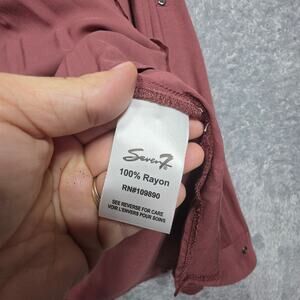 Seven7
100% Rayon
RN#109890
SEE REVERSE FOR CARE
VOIR L'ENVERS POUR SOINS